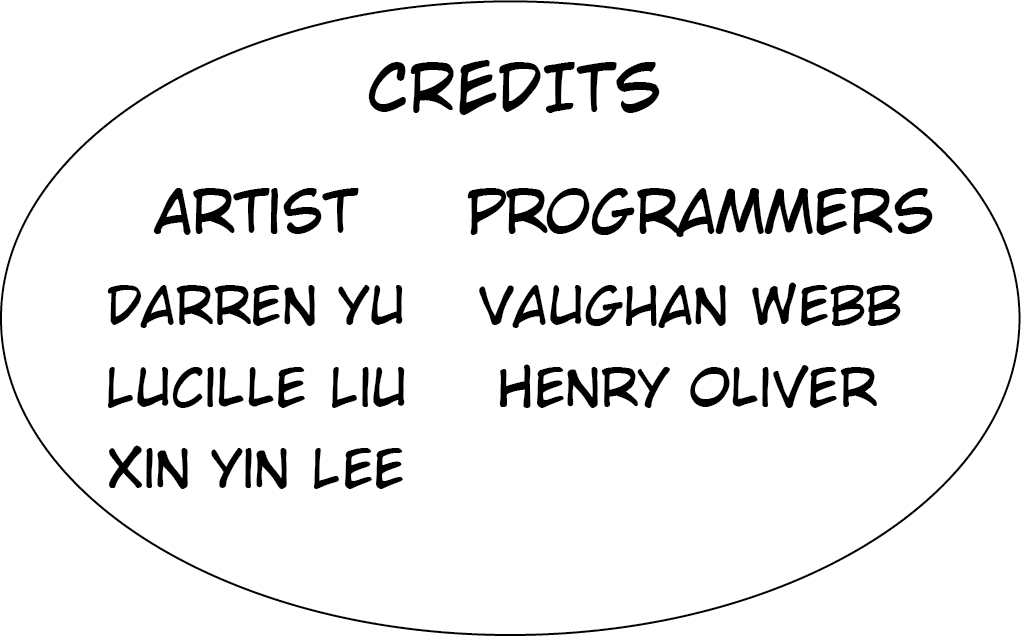 CREDITS
ARTIST PROGRAMMERS
DARREN YU VAUGHAN WEBB
LUCILLE LIU HENRY OLIVER
XIN YIN LEE